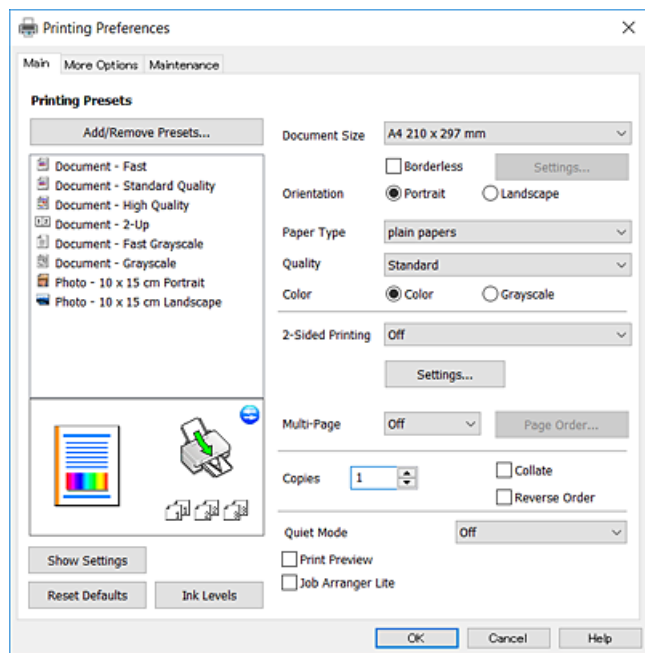 Printing Preferences
Main More Options Maintenance
Printing Presets
Add/Remove Presets...
Document - Fast
Document - Standard Quality
Document - High Quality
Document - 2-Up
Document - Fast Grayscale
Document - Grayscale
Photo - 10 x 15 cm Portrait
Photo - 10 x 15 cm Landscape
Show Settings
Reset Defaults Ink Levels
Document Size A4 210 x 297 mm
Borderless Settings...
Orientation Portrait Landscape
Paper Type plain papers
Quality Standard
Color Color Grayscale
2-Sided Printing Off
Settings...
Multi-Page Off Page Order...
Copies 1 Collate
Reverse Order
Quiet Mode Off
Print Preview
Job Arranger Lite
OK Cancel Help